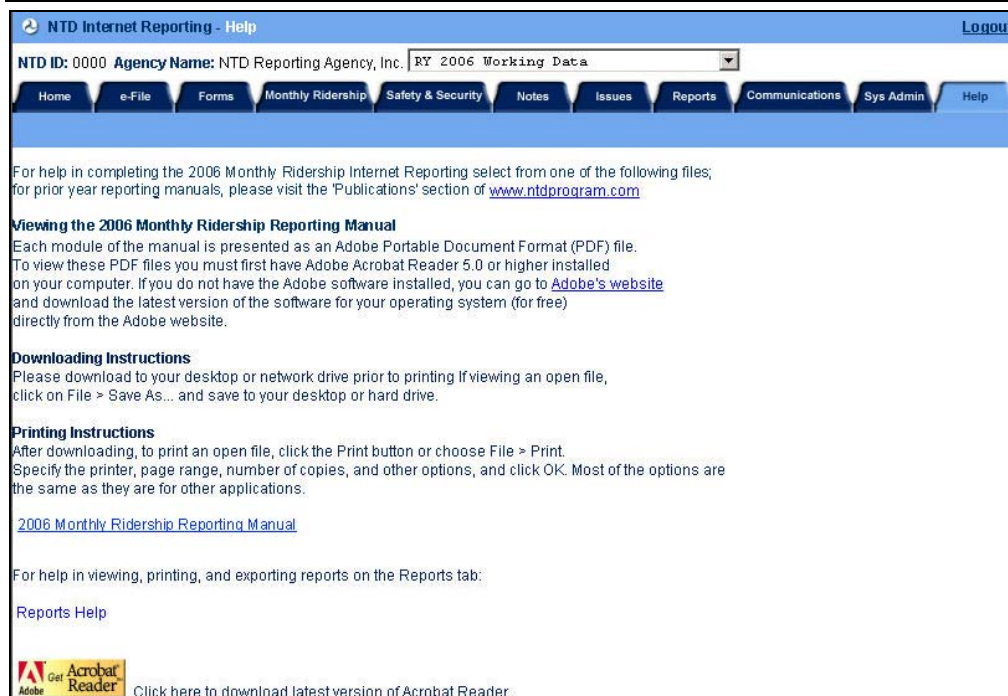 NTD Internet Reporting - Help
Logout
NTD ID: 0000 Agency Name: NTD Reporting Agency, Inc. RY 2006 Working Data
Home e-File Forms Monthly Ridership Safety & Security Notes Issues Reports Communications Sys Admin Help
For help in completing the 2006 Monthly Ridership Internet Reporting select from one of the following files;
for prior year reporting manuals, please visit the 'Publications' section of www.ntdprogram.com
Viewing the 2006 Monthly Ridership Reporting Manual
Each module of the manual is presented as an Adobe Portable Document Format (PDF) file.
To view these PDF files you must first have Adobe Acrobat Reader 5.0 or higher installed
on your computer. If you do not have the Adobe software installed, you can go to Adobe's website
and download the latest version of the software for your operating system (for free)
directly from the Adobe website.
Downloading Instructions
Please download to your desktop or network drive prior to printing If viewing an open file,
click on File > Save As... and save to your desktop or hard drive.
Printing Instructions
After downloading, to print an open file, click the Print button or choose File > Print.
Specify the printer, page range, number of copies, and other options, and click OK. Most of the options are
the same as they are for other applications.
2006 Monthly Ridership Reporting Manual
For help in viewing, printing, and exporting reports on the Reports tab:
Reports Help
Adobe Get Acrobat Reader Click here to download latest version of Acrobat Reader